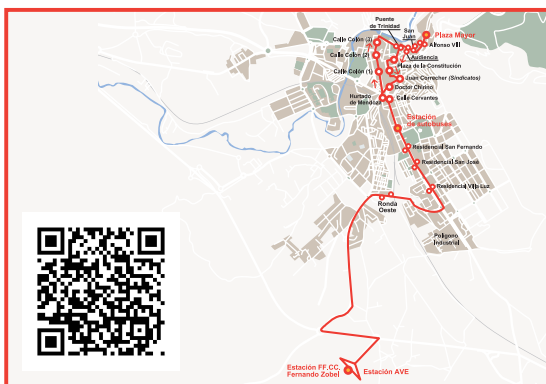 Puente
de Trinidad
San
Juan
Plaza Mayor
Calle Colón (3)
Alfonso VIII
Calle Colón (2)
Audiencia
Plaza de la Constitución
Calle Colón (1)
Juan Correcher (Sindicatos)
Doctor Chirino
Hurtado
de Mendoza
Calle Cervantes
Estación
de autobuses
Residencial San Fernando
Residencial San José
Residencial Villa Luz
Ronda
Oeste
Polígono
Industrial
Estación FF.CC.
Fernando Zobel
Estación AVE